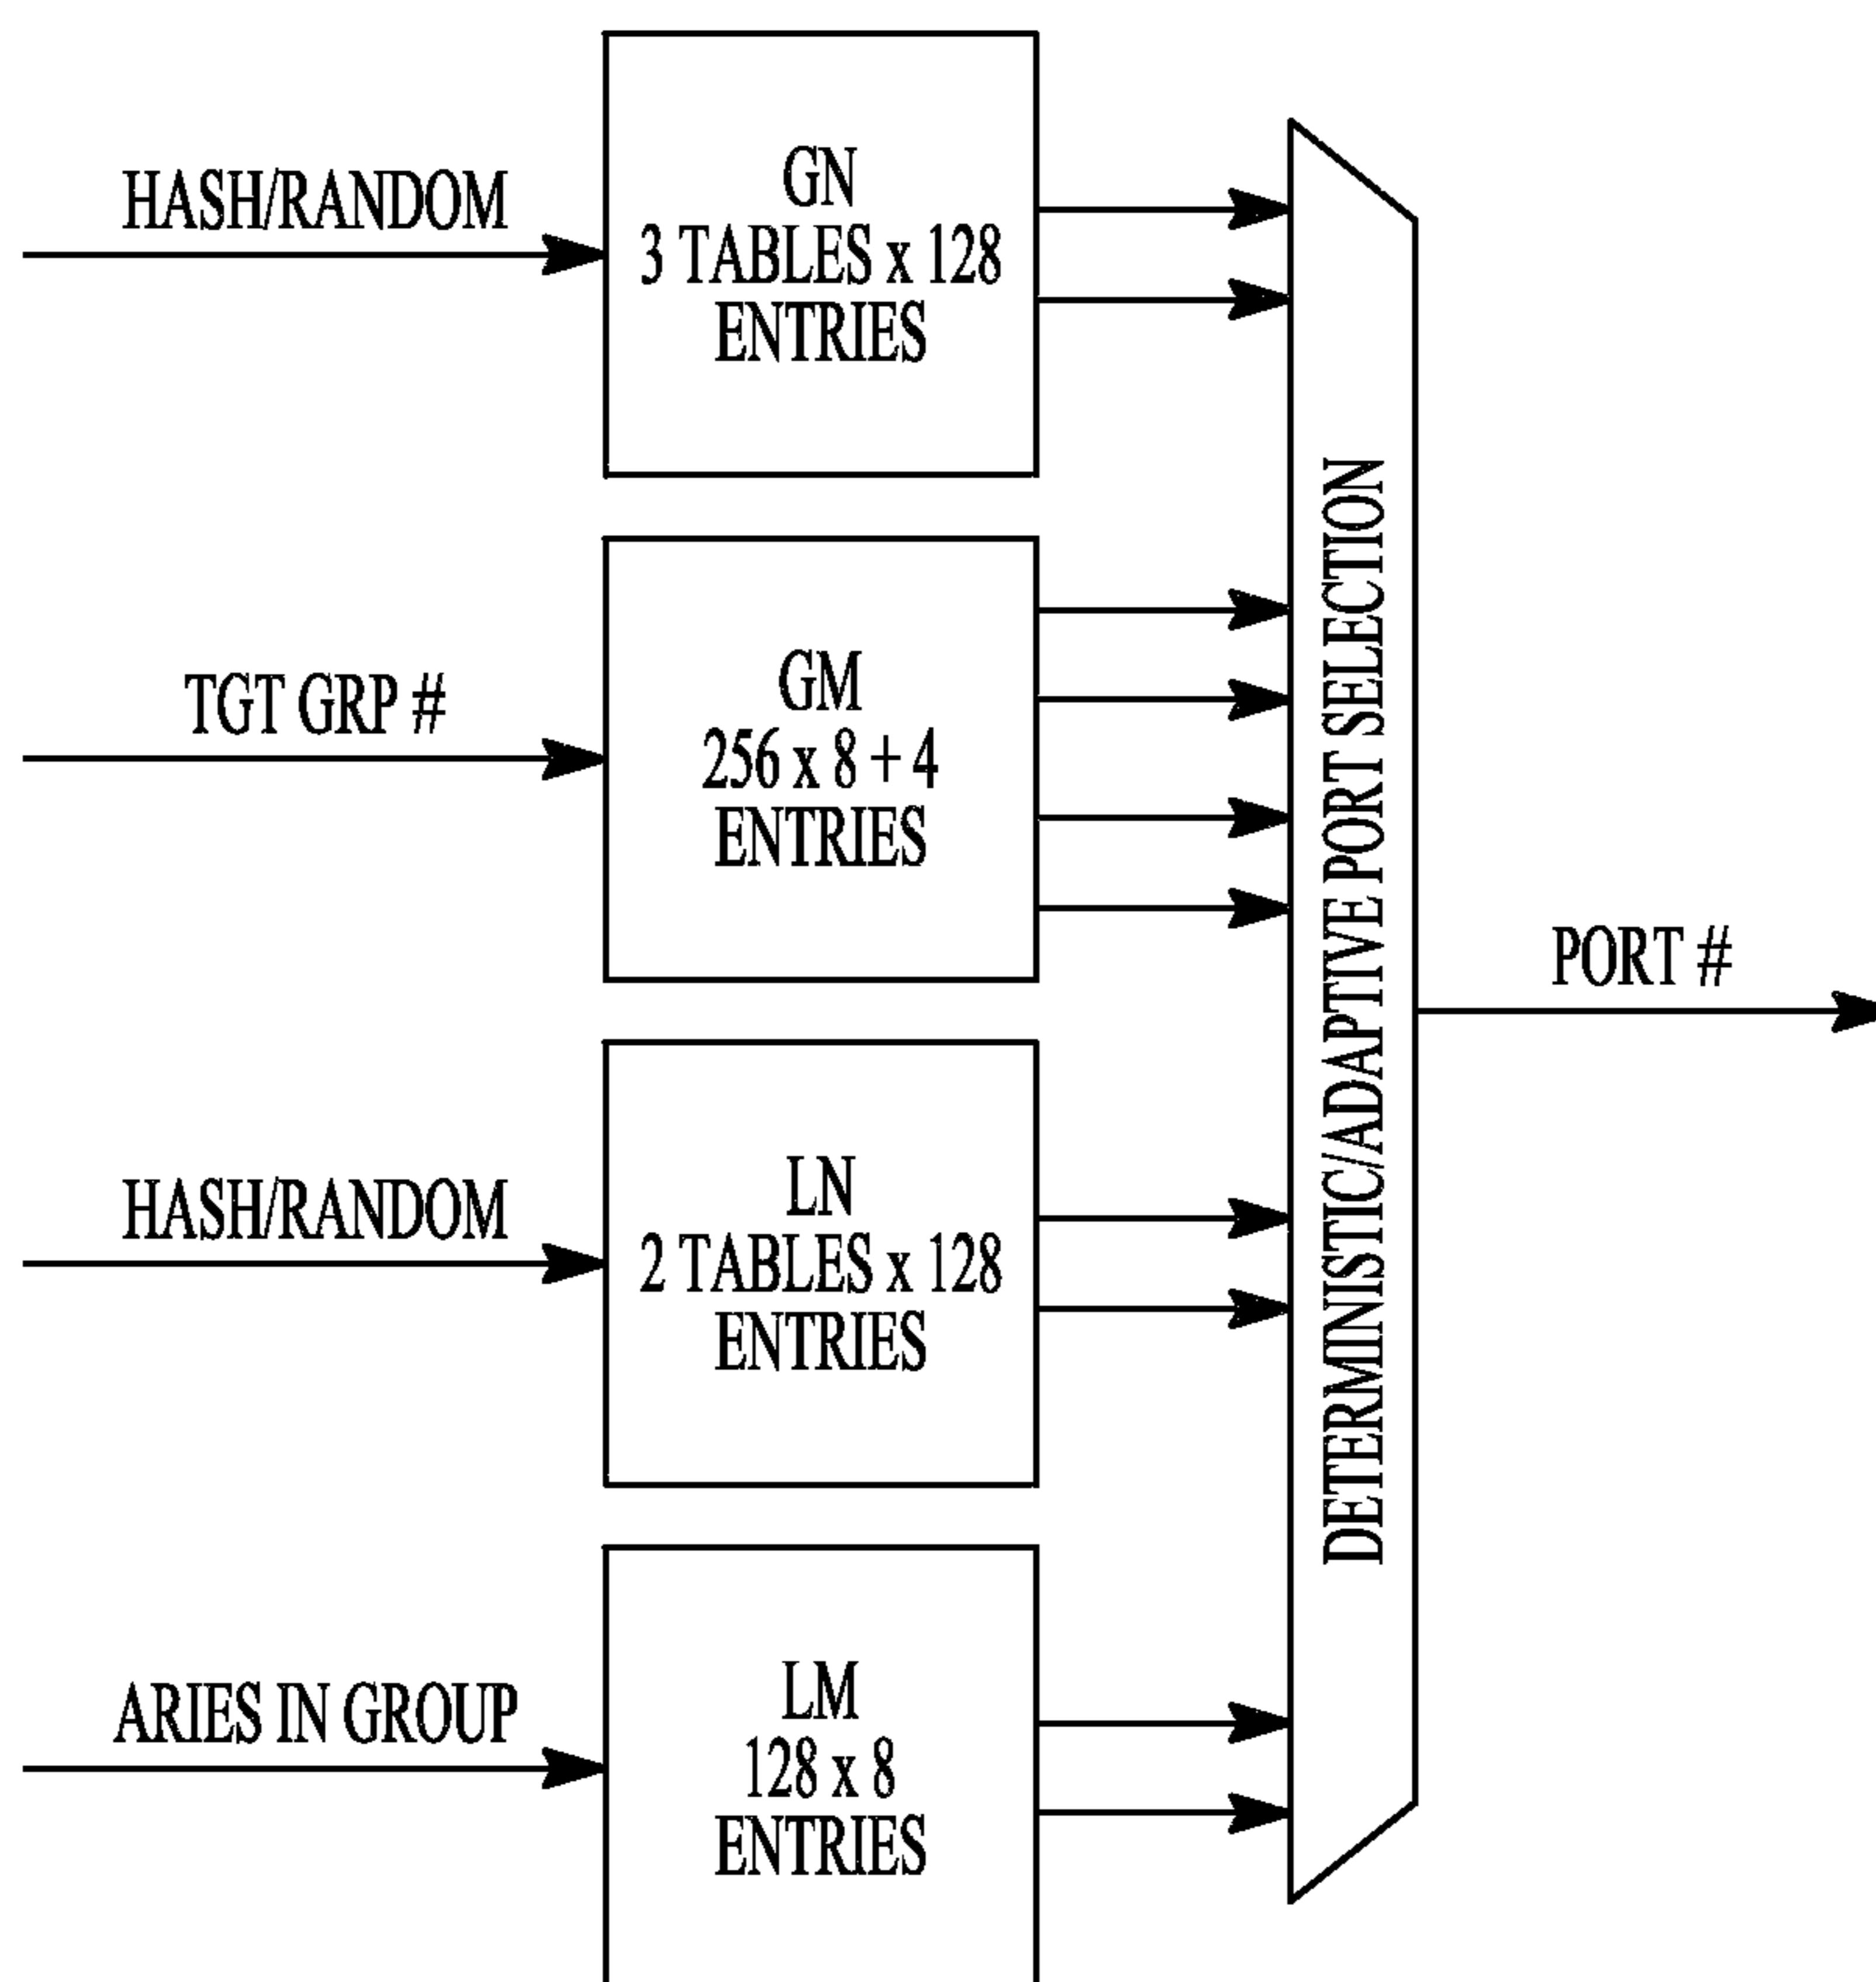 HASH/RANDOM
GN
3 TABLES x 128
ENTRIES
TGT GRP #
GM
256 x 8 + 4
ENTRIES
HASH/RANDOM
LN
2 TABLES x 128
ENTRIES
ARIES IN GROUP
LM
128 x 8
ENTRIES
DETERMINISTIC/ADAPTIVE PORT SELECTION
PORT #